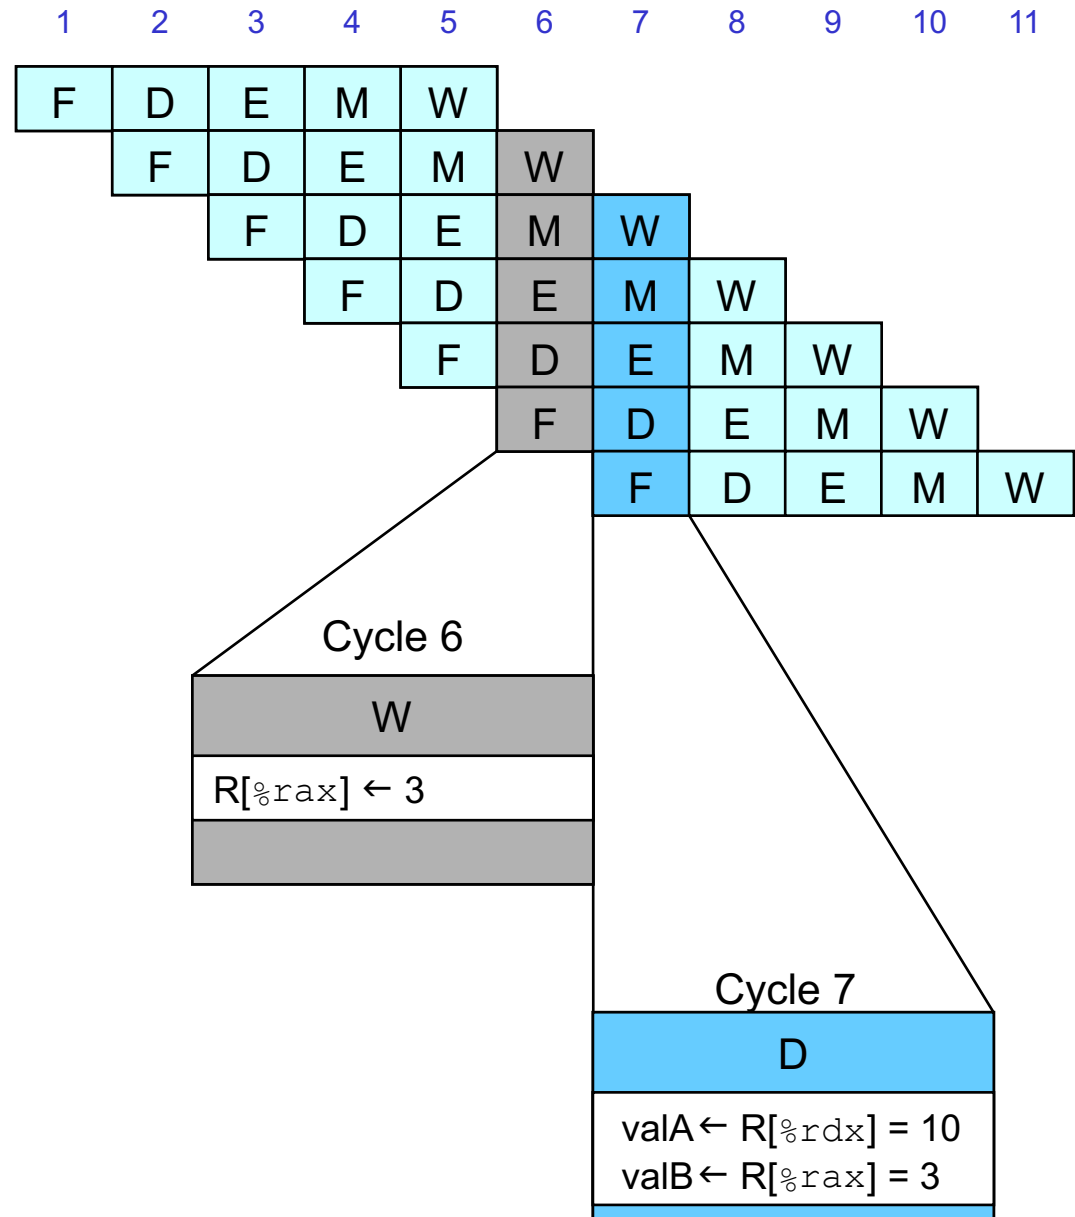 1 2 3 4 5 6 7 8 9 10 11
F D E M W
F D E M W
F D E M W
F D E M W
F D E M W
F D E M W
F D E M W
Cycle 6
W
R[%rax] ← 3
Cycle 7
D
valA ← R[%rdx] = 10
valB ← R[%rax] = 3